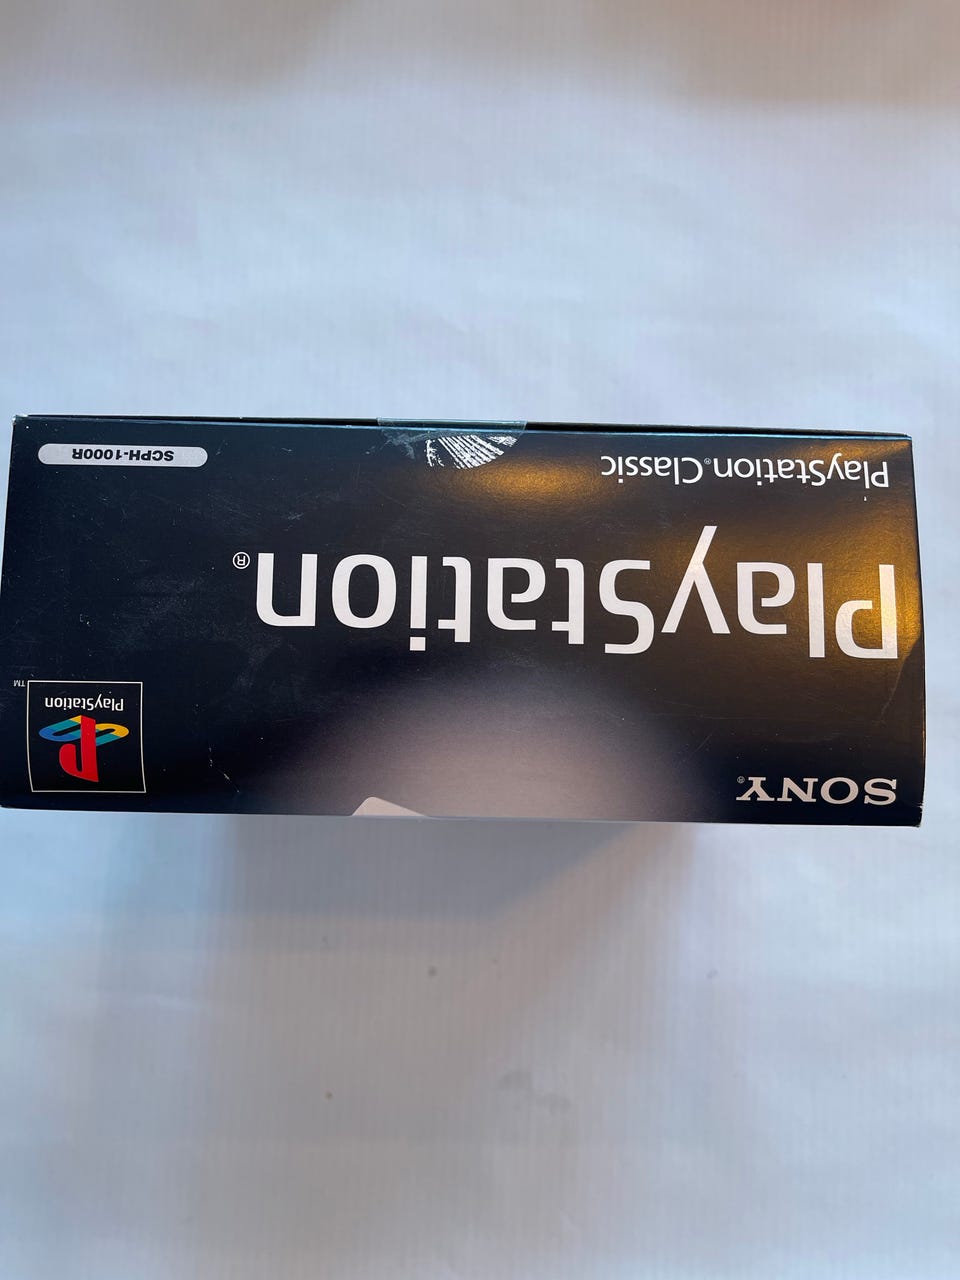 SONY®
PlayStation
TM
PlayStation®
PlayStation®Classic
SCPH-1000R